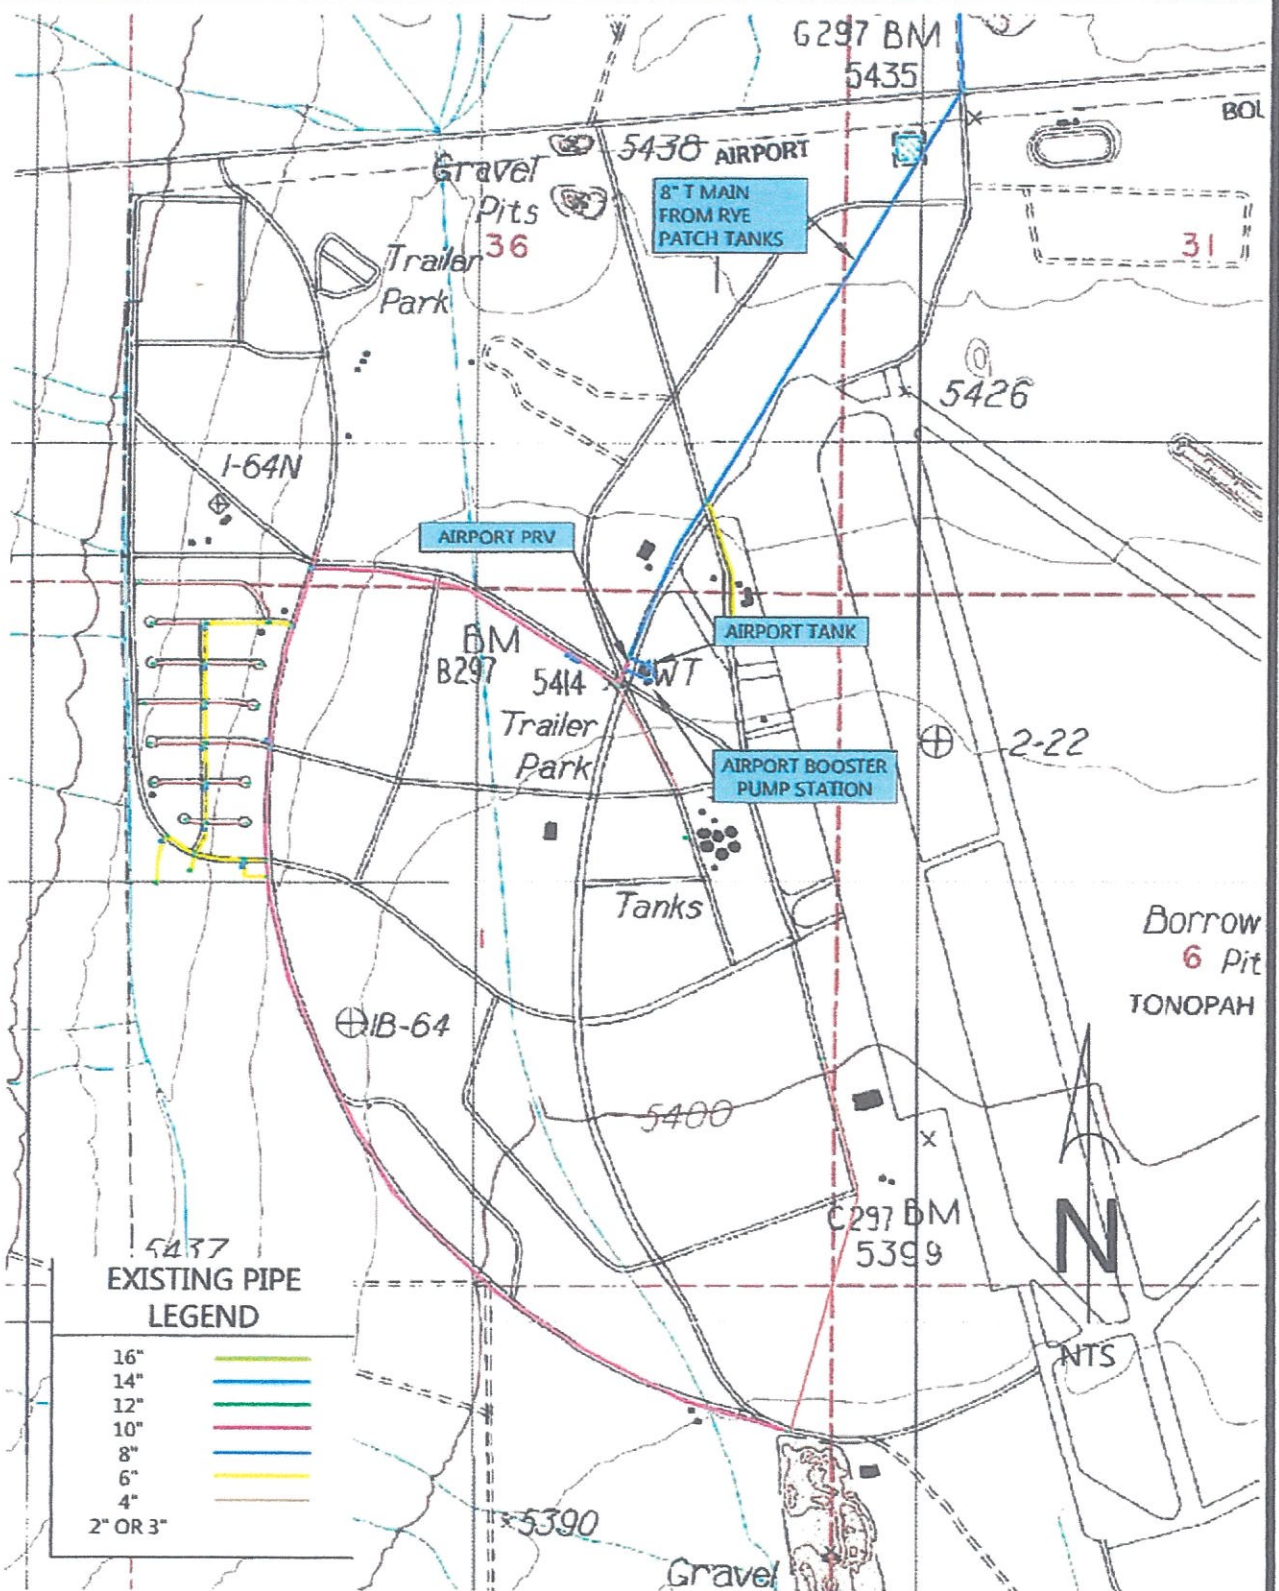 G297 BM
5435
BOL
5438 AIRPORT
Gravel
Pits
36
8" T MAIN
FROM RYE
PATCH TANKS
31
Trailer
Park
5426
I-64N
AIRPORT PRV
AIRPORT TANK
BM
B297
5414
WT
Trailer
Park
2-22
AIRPORT BOOSTER
PUMP STATION
Tanks
Borrow
6 Pit
TONOPAH
IB-64
5400
C297 BM
5399
N
NTS
5437
EXISTING PIPE
LEGEND
16"
14"
12"
10"
8"
6"
4"
2" OR 3"
5390
Gravel